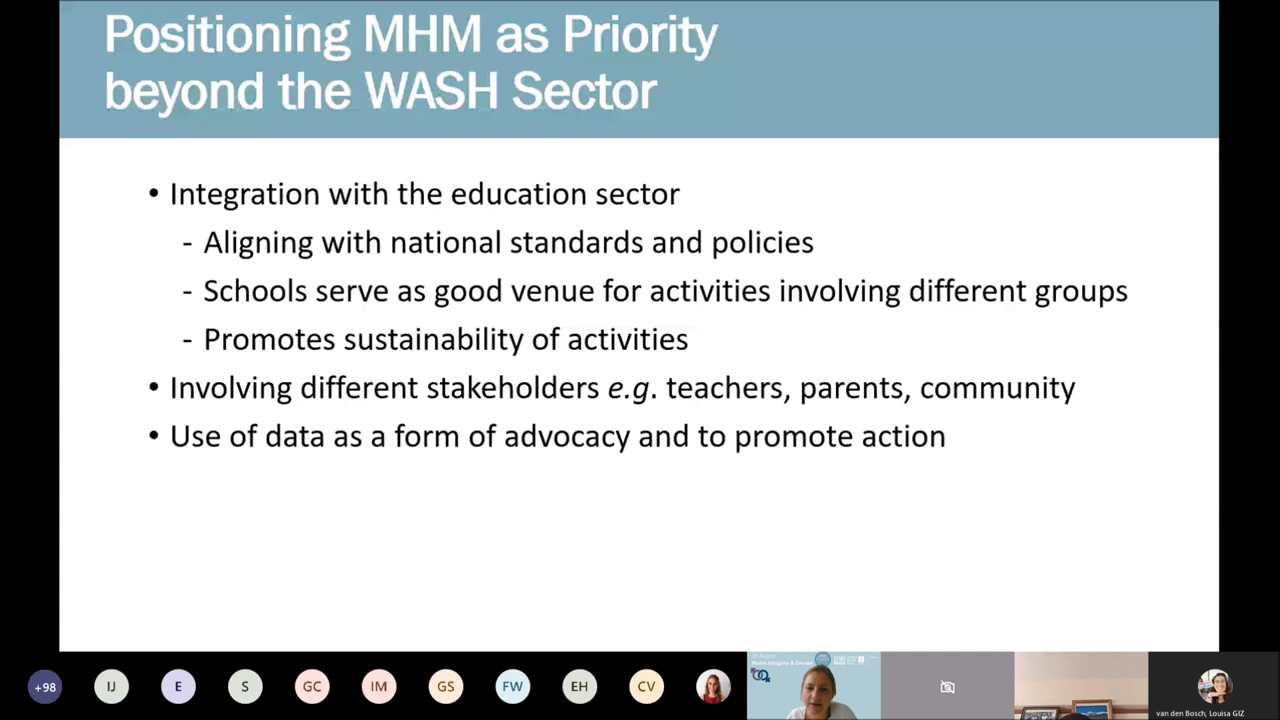 Positioning MHM as Priority
beyond the WASH Sector
• Integration with the education sector
- Aligning with national standards and policies
- Schools serve as good venue for activities involving different groups
- Promotes sustainability of activities
• Involving different stakeholders e.g. teachers, parents, community
• Use of data as a form of advocacy and to promote action
+98 IJ E S GC IM GS FW EH CV
van den Bosch, Louisa GIZ